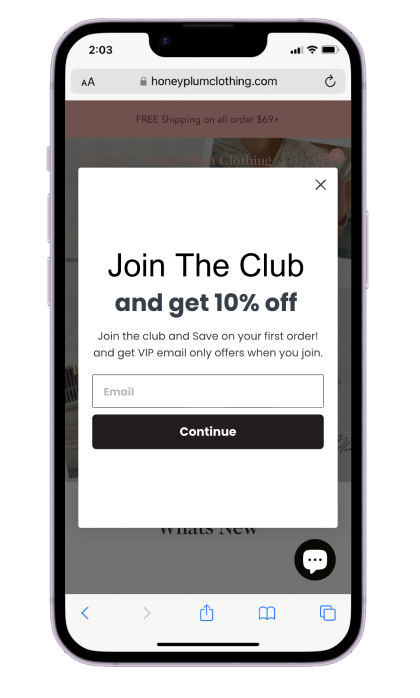 2:03
AA
honeyplumclothing.com
FREE Shipping on all order $69+
Clothing
Join The Club
and get 10% off
Join the club and Save on your first order!
and get VIP email only offers when you join.
Email
Continue
Whats New